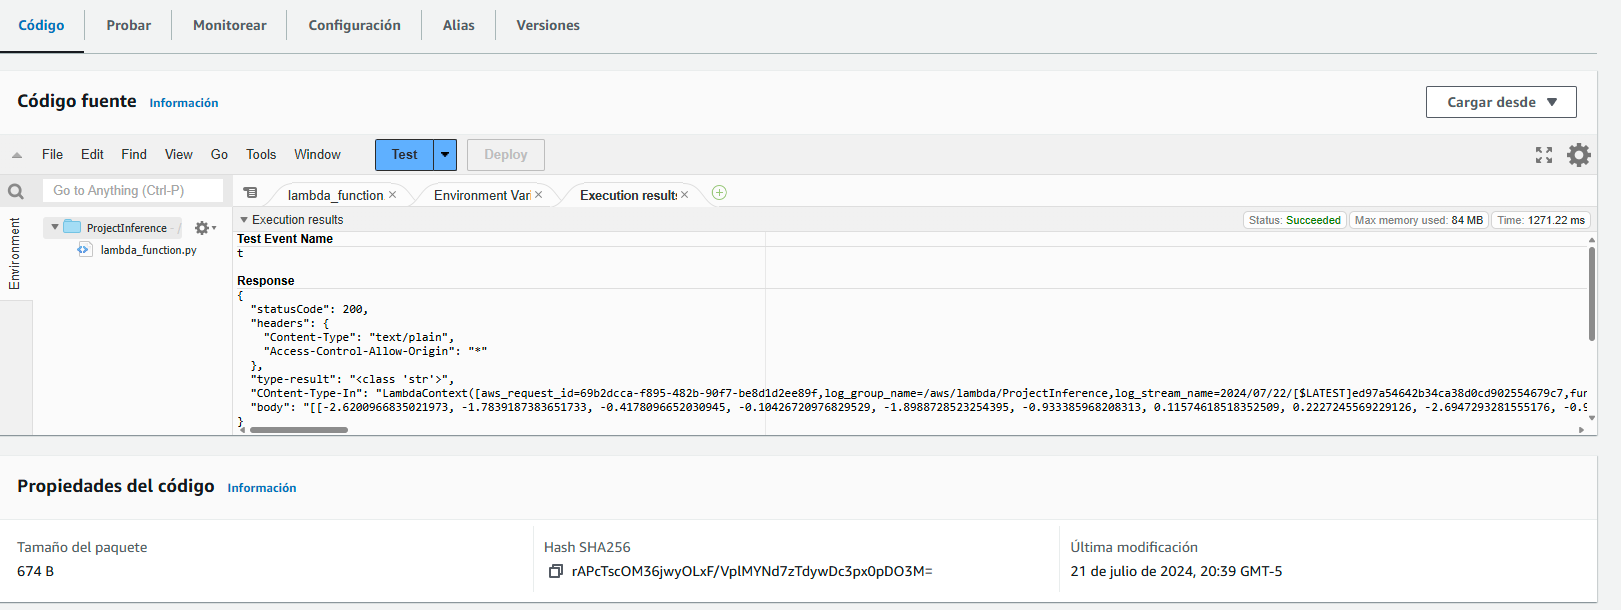 Código Probar Monitorear Configuración Alias Versiones
Código fuente Información
Cargar desde
File Edit Find View Go Tools Window Test Deploy
Go to Anything (Ctrl-P)
lambda_function Environment Vari Execution results
Environment
ProjectInference - /
lambda_function.py
Execution results
Status: Succeeded Max memory used: 84 MB Time: 1271.22 ms
Test Event Name
t
Response
{
"statusCode": 200,
"headers": {
"Content-Type": "text/plain",
"Access-Control-Allow-Origin": "*"
},
"type-result": "<class 'str'>",
"COntent-Type-In": "LambdaContext([aws_request_id=69b2dcca-f895-482b-90f7-be8d1d2ee89f,log_group_name=/aws/lambda/ProjectInference,log_stream_name=2024/07/22/[$LATEST]ed97a54642b34ca38d0cd902554679c7,fun
"body": "[[-2.6200966835021973, -1.7839187383651733, -0.4178096652030945, -0.10426720976829529, -1.8988728523254395, -0.933385968208313, 0.11574618518352509, 0.2227245569229126, -2.6947293281555176, -0.9
}
Propiedades del código Información
Tamaño del paquete
674 B
Hash SHA256
rAPcTscOM36jwyOLxF/VplMYNd7zTdywDc3px0pDO3M=
Última modificación
21 de julio de 2024, 20:39 GMT-5